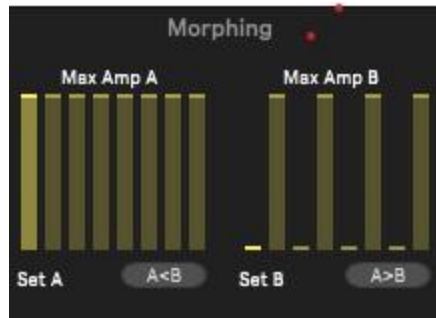 Morphing
Max Amp A
Max Amp B
Set A
A<B
Set B
A>B